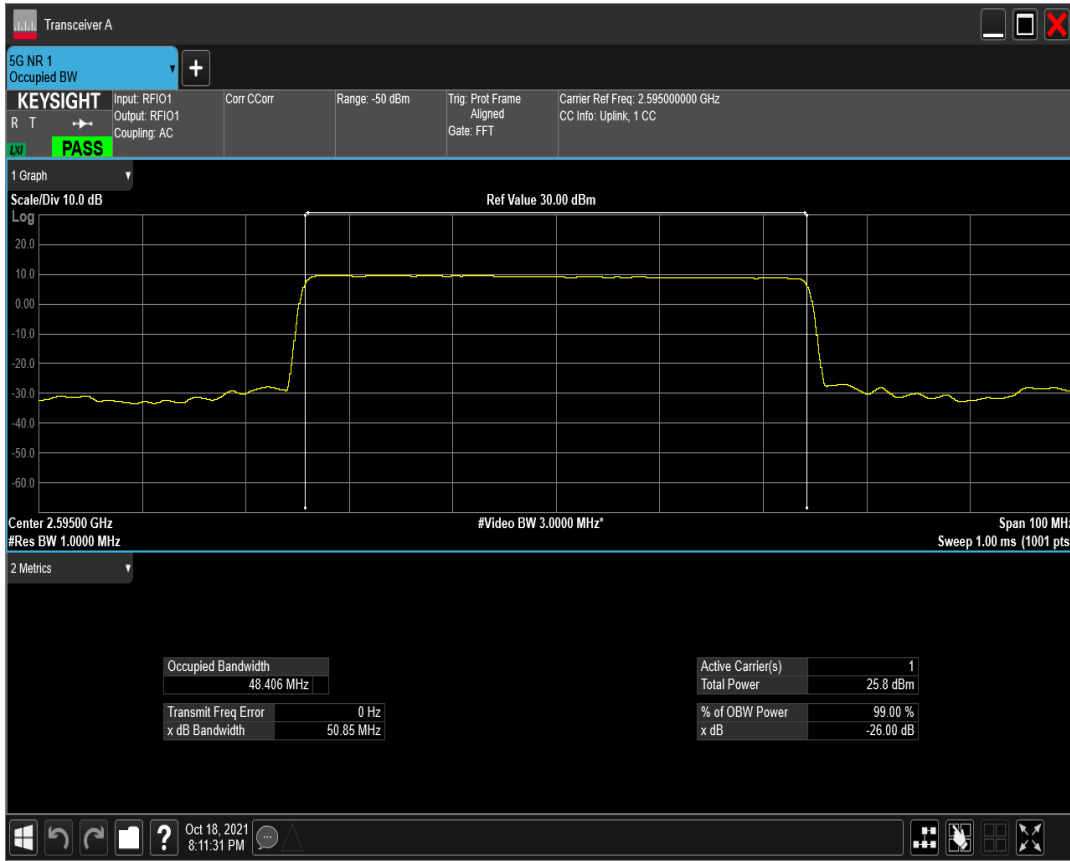 Transceiver A
5G NR 1
Occupied BW
+
KEYSIGHT
R T
LXI
PASS
Input: RFIO1
Output: RFIO1
Coupling: AC
Corr CCorr
Range: -50 dBm
Trig: Prot Frame
Aligned
Gate: FFT
Carrier Ref Freq: 2.595000000 GHz
CC Info: Uplink, 1 CC
1 Graph
Scale/Div 10.0 dB
Ref Value 30.00 dBm
Log
20.0
10.0
0.00
-10.0
-20.0
-30.0
-40.0
-50.0
-60.0
Center 2.59500 GHz
#Video BW 3.0000 MHz*
Span 100 MHz
#Res BW 1.0000 MHz
Sweep 1.00 ms (1001 pts
2 Metrics
Occupied Bandwidth
48.406 MHz
Transmit Freq Error 0 Hz
x dB Bandwidth 50.85 MHz
Active Carrier(s) 1
Total Power 25.8 dBm
% of OBW Power 99.00 %
x dB -26.00 dB
?
Oct 18, 2021
8:11:31 PM